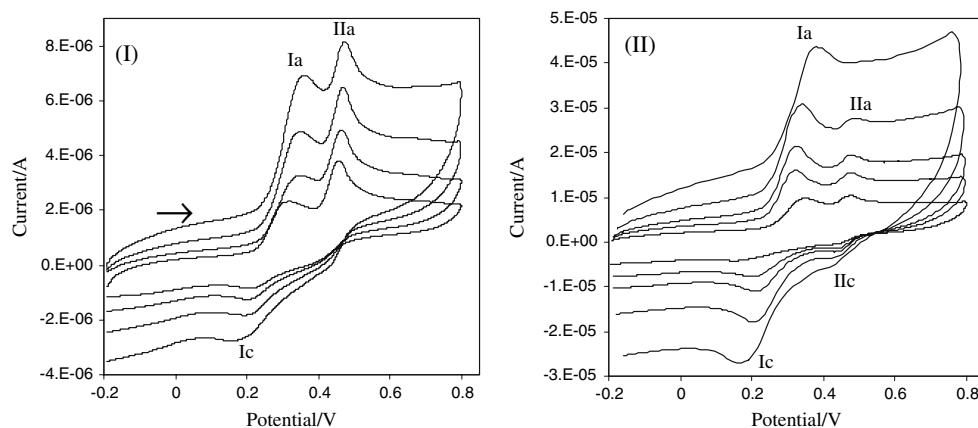 (I)
Ia
IIa
Ic
8.E-06
6.E-06
4.E-06
2.E-06
0.E+00
-2.E-06
-4.E-06
Current/A
-0.2
0
0.2
0.4
0.6
0.8
Potential/V
(II)
Ia
IIa
IIc
Ic
5.E-05
4.E-05
3.E-05
2.E-05
1.E-05
0.E+00
-1.E-05
-2.E-05
-3.E-05
Current/A
-0.2
0
0.2
0.4
0.6
0.8
Potential/V